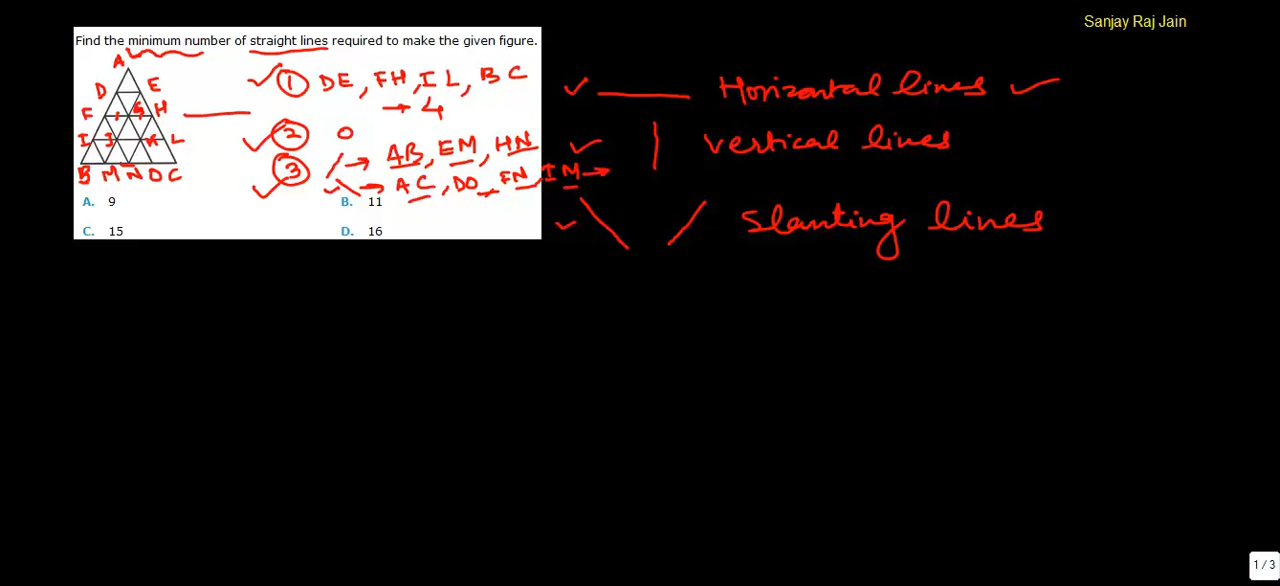 Sanjay Raj Jain
Find the minimum number of straight lines required to make the given figure.
A
D E
F G H
I J K L
B M N O C
① DE, FH, IL, BC
→ 4
② 0
③ / → AB, EM, HN
\ → AC, DO, FN, IM →
A. 9 B. 11
C. 15 D. 16
Horizontal lines
vertical lines
Slanting lines
1 / 3